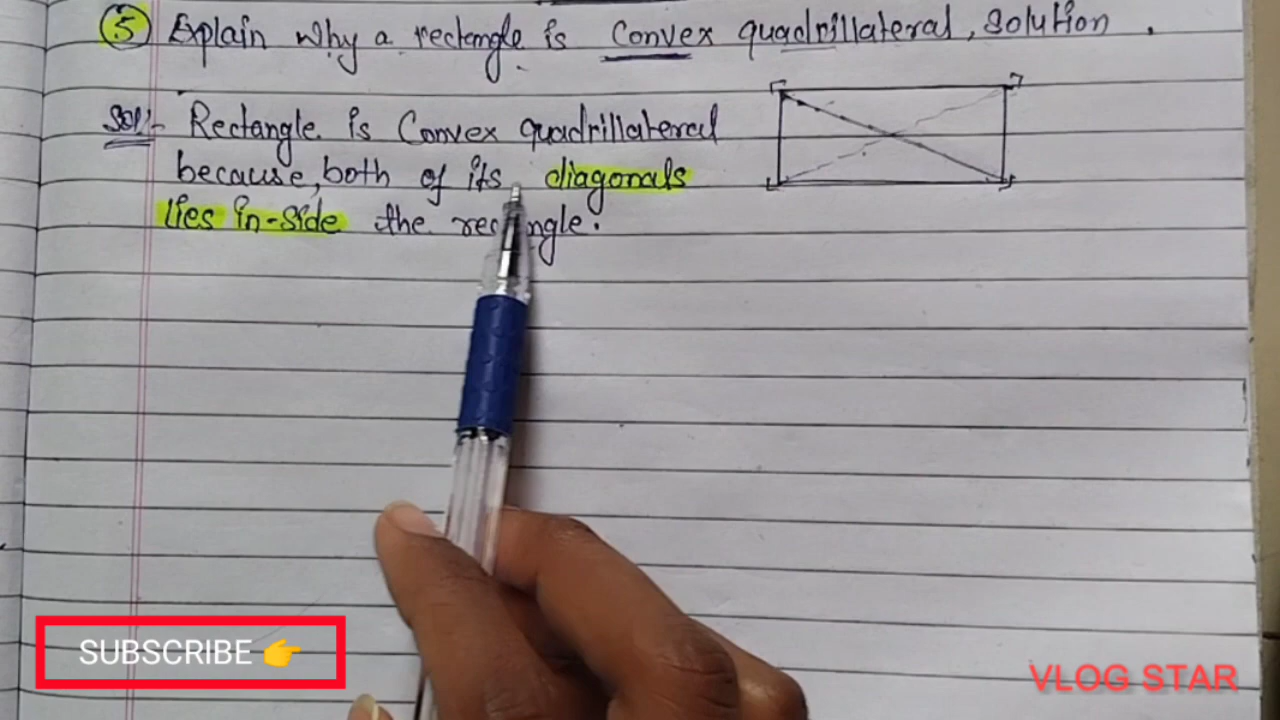 5 Explain why a rectangle is convex quadrillateral, solution.
Sol:- Rectangle is Convex quadrillateral
because, both of its diagonals
lies in-side the rectangle.
SUBSCRIBE 👉
VLOG STAR